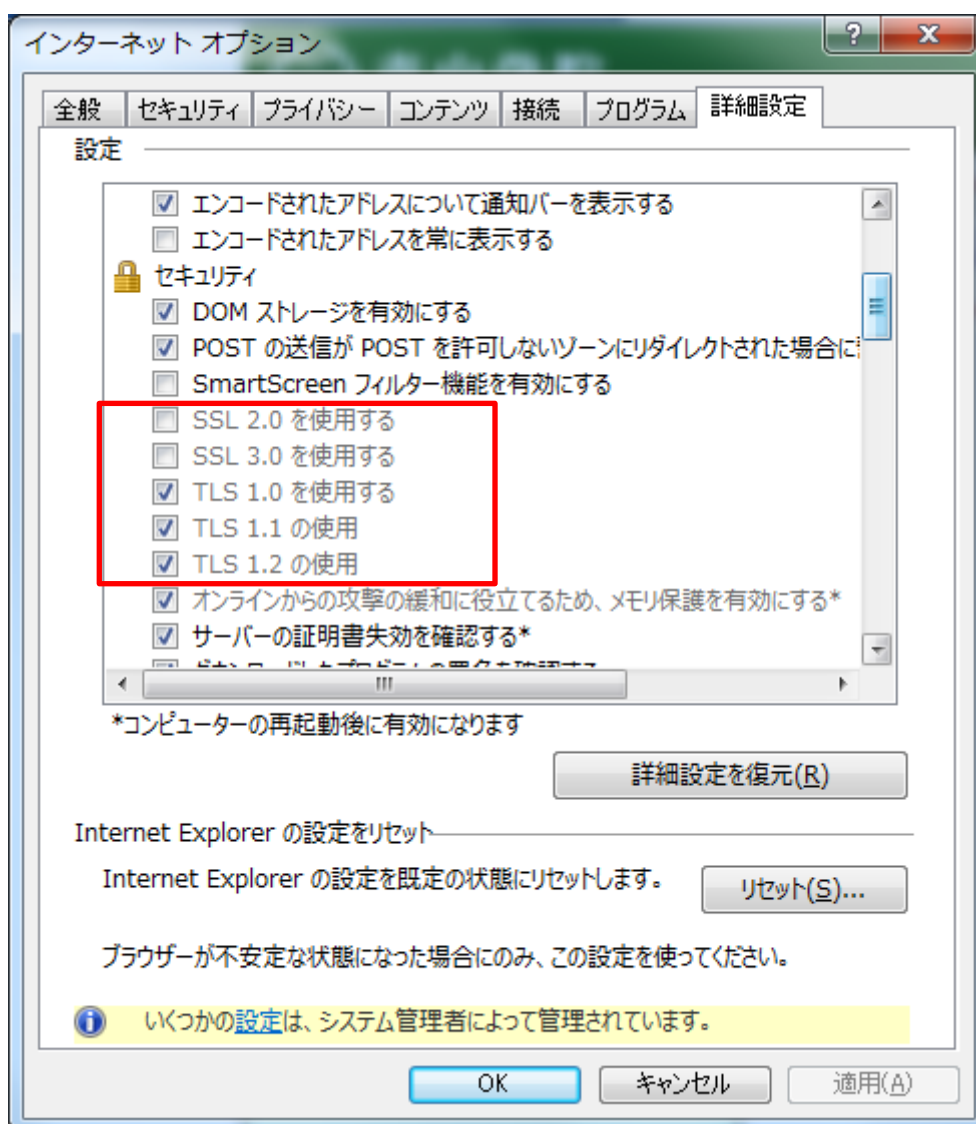 インターネット オプション
全般 セキュリティ プライバシー コンテンツ 接続 プログラム 詳細設定
設定
エンコードされたアドレスについて通知バーを表示する
エンコードされたアドレスを常に表示する
セキュリティ
DOM ストレージを有効にする
POST の送信が POST を許可しないゾーンにリダイレクトされた場合に
SmartScreen フィルター機能を有効にする
SSL 2.0 を使用する
SSL 3.0 を使用する
TLS 1.0 を使用する
TLS 1.1 の使用
TLS 1.2 の使用
オンラインからの攻撃の緩和に役立てるため、メモリ保護を有効にする*
サーバーの証明書失効を確認する*
*コンピューターの再起動後に有効になります
詳細設定を復元(R)
Internet Explorer の設定をリセット
Internet Explorer の設定を既定の状態にリセットします。
リセット(S)...
ブラウザーが不安定な状態になった場合にのみ、この設定を使ってください。
いくつかの設定は、システム管理者によって管理されています。
OK キャンセル 適用(A)